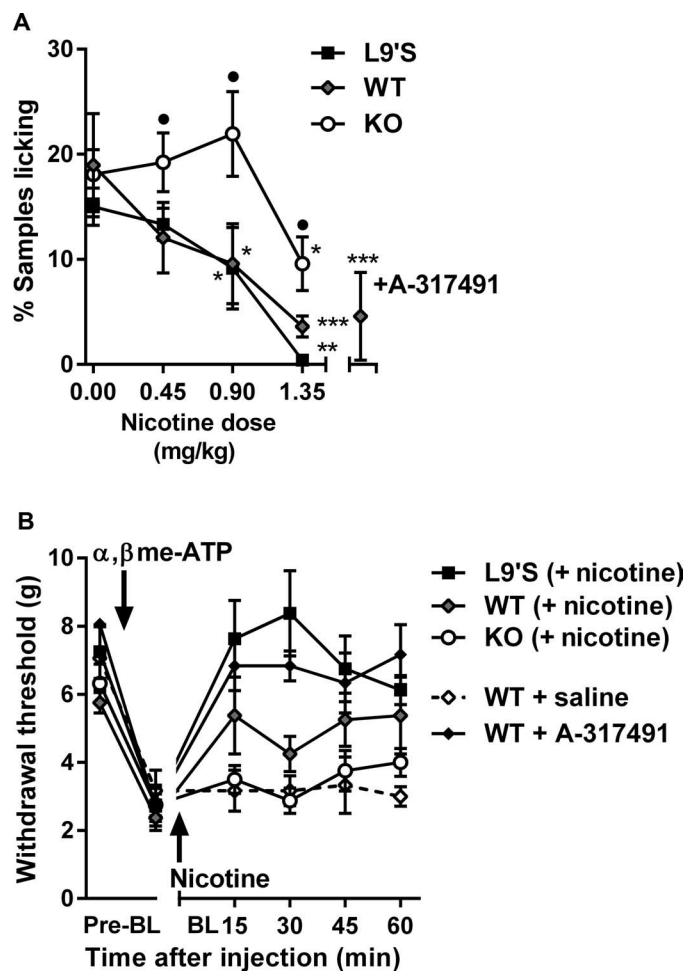 A
30
20
10
0
% Samples licking
L9'S
WT
KO
*
*
*
***
**
***
+A-317491
0.00 0.45 0.90 1.35
Nicotine dose
(mg/kg)
B
α,βme-ATP
10
8
6
4
2
0
Withdrawal threshold (g)
L9'S (+ nicotine)
WT (+ nicotine)
KO (+ nicotine)
WT + saline
WT + A-317491
Nicotine
Pre-BL BL 15 30 45 60
Time after injection (min)